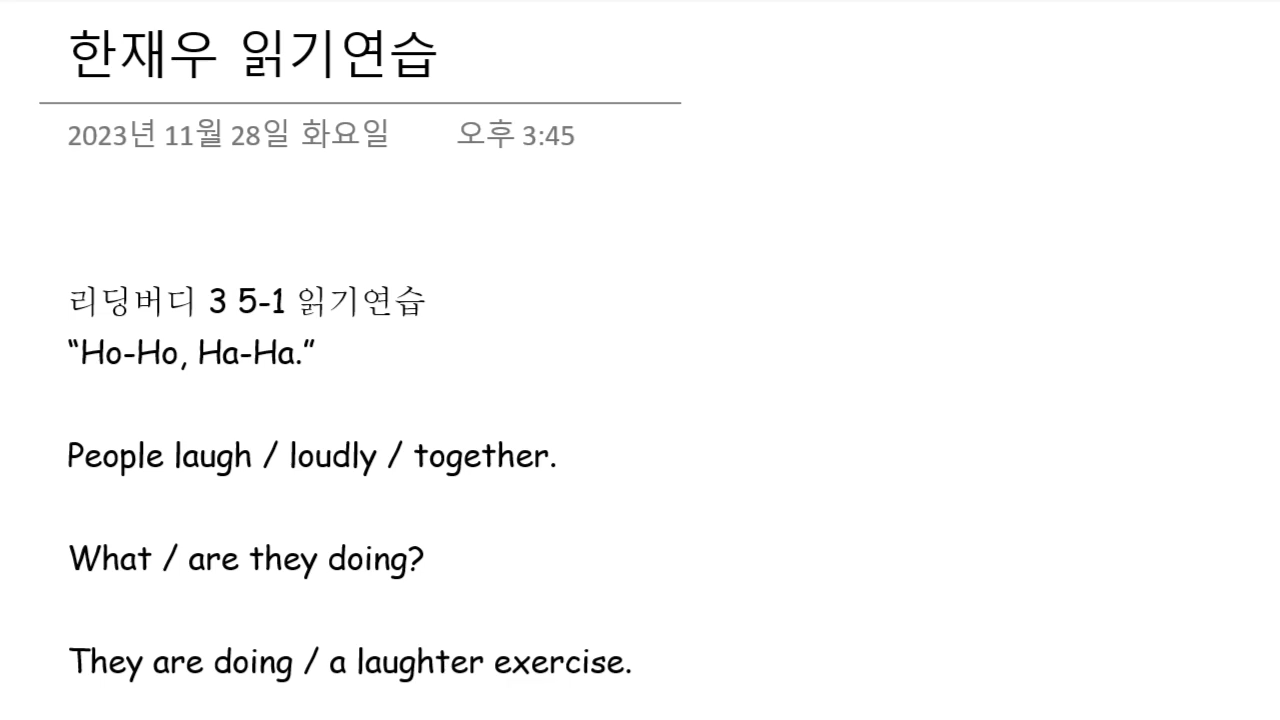 한재우 읽기연습
2023년 11월 28일 화요일 오후 3:45
리딩버디 3 5-1 읽기연습
“Ho-Ho, Ha-Ha.”
People laugh / loudly / together.
What / are they doing?
They are doing / a laughter exercise.